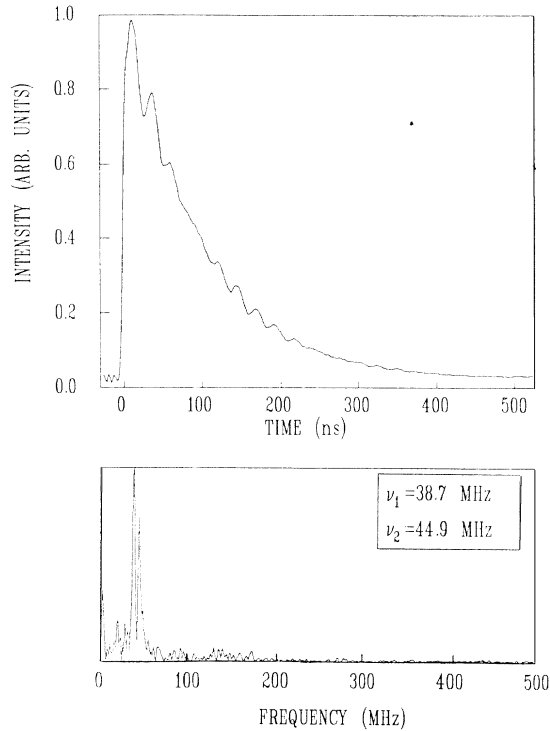 INTENSITY (ARB. UNITS)
1.0
0.8
0.6
0.4
0.2
0.0
0 100 200 300 400 500
TIME (ns)
ν₁=38.7 MHz
ν₂=44.9 MHz
0 100 200 300 400 500
FREQUENCY (MHz)